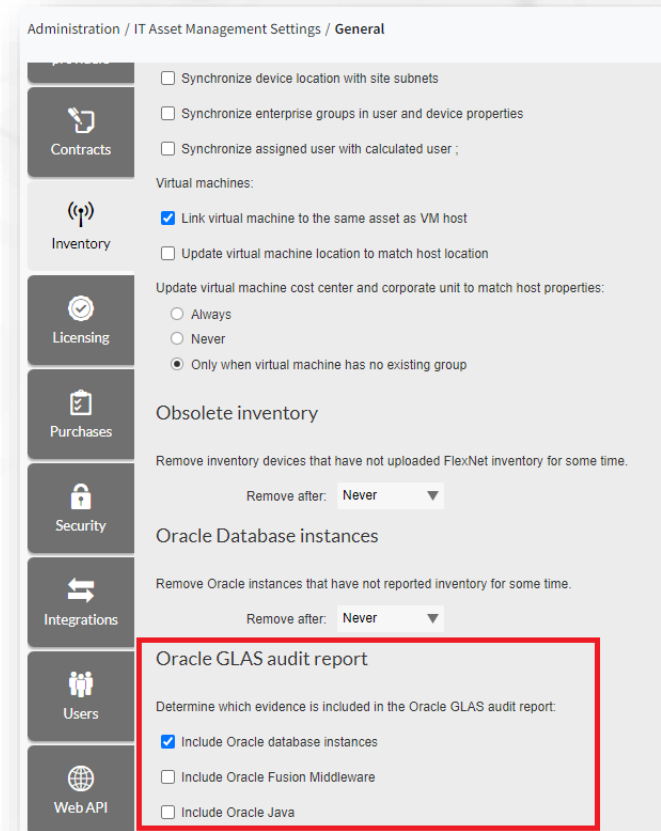 Administration / IT Asset Management Settings / General
Synchronize device location with site subnets
Contracts
Synchronize enterprise groups in user and device properties
Synchronize assigned user with calculated user ;
Virtual machines:
Inventory
Link virtual machine to the same asset as VM host
Update virtual machine location to match host location
Update virtual machine cost center and corporate unit to match host properties:
Always
Licensing
Never
Only when virtual machine has no existing group
Purchases
Obsolete inventory
Remove inventory devices that have not uploaded FlexNet inventory for some time.
Remove after: Never
Security
Oracle Database instances
Remove Oracle instances that have not reported inventory for some time.
Integrations
Remove after: Never
Oracle GLAS audit report
Users
Determine which evidence is included in the Oracle GLAS audit report:
Include Oracle database instances
Include Oracle Fusion Middleware
Web API
Include Oracle Java